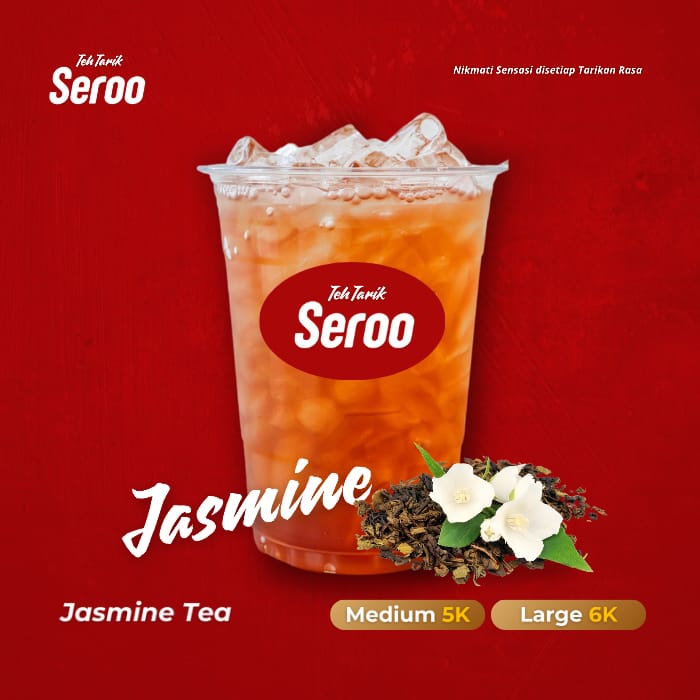 Teh Tarik
Seroo
Nikmati Sensasi disetiap Tarikan Rasa
Teh Tarik
Seroo
Jasmine
Jasmine Tea
Medium 5K
Large 6K